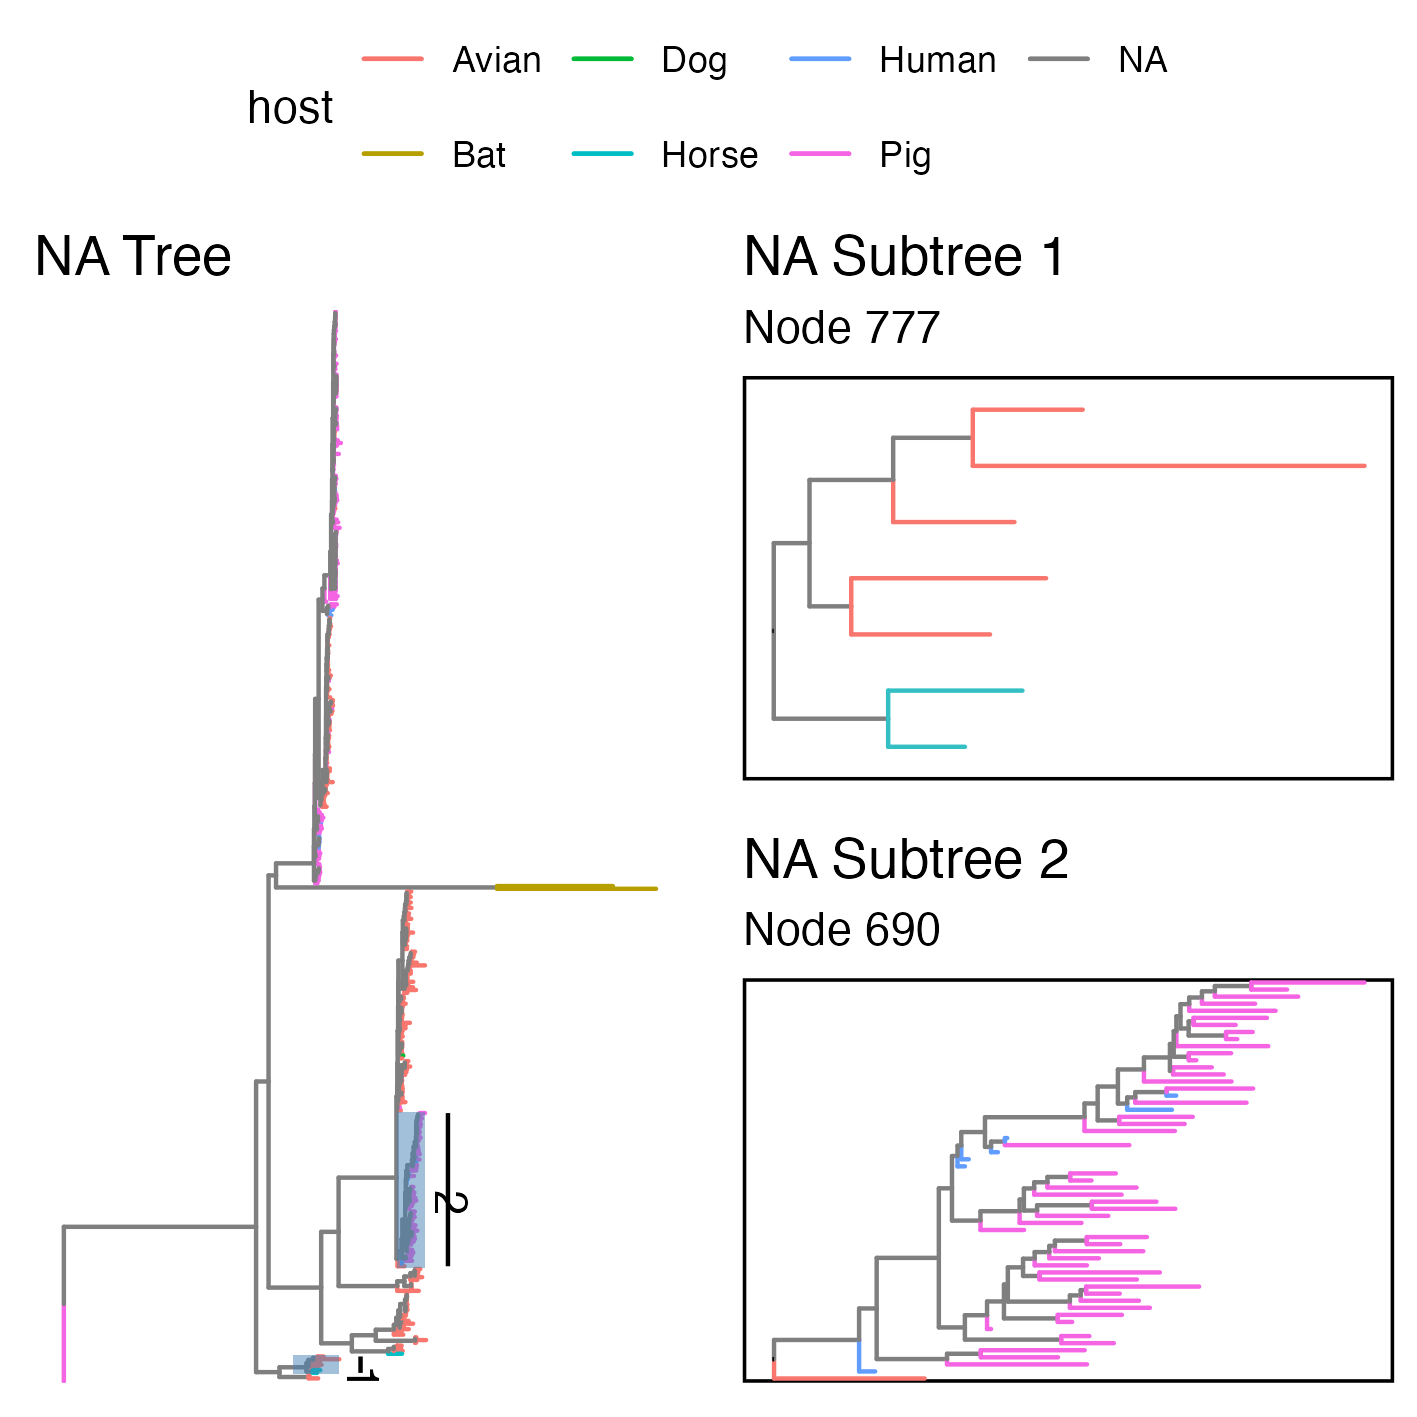 host
Avian
Dog
Human
NA
Bat
Horse
Pig
NA Tree
NA Subtree 1
Node 777
NA Subtree 2
Node 690
2
1